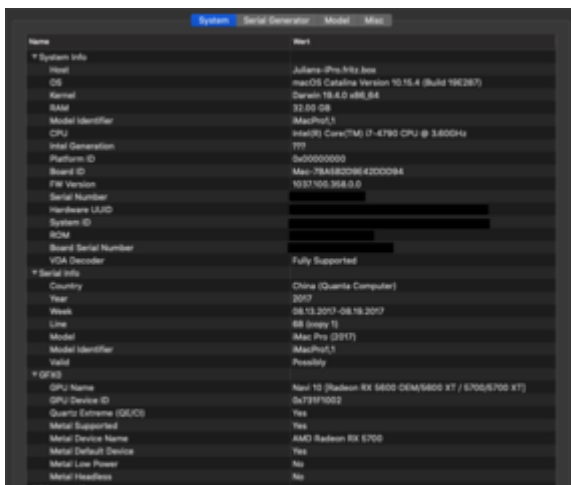 System Serial Generator Model Misc
Name Wert
System Info
Host Julians-iPro.fritz.box
OS macOS Catalina Version 10.15.4 (Build 19E287)
Kernel Darwin 19.4.0 x86_64
RAM 32.00 GB
Model Identifier iMacPro1,1
CPU Intel(R) Core(TM) i7-4790 CPU @ 3.60GHz
Intel Generation ???
Platform ID 0x00000000
Board ID Mac-7BA5B2D9E42DDD94
FW Version 1037.100.358.0.0
Serial Number
Hardware UUID
System ID
ROM
Board Serial Number
VDA Decoder Fully Supported
Serial Info
Country China (Quanta Computer)
Year 2017
Week 08.13.2017-08.19.2017
Line 68 (copy 1)
Model iMac Pro (2017)
Model Identifier iMacPro1,1
Valid Possibly
GFX0
GPU Name Navi 10 [Radeon RX 5600 OEM/5600 XT / 5700/5700 XT]
GPU Device ID 0x731F1002
Quartz Extreme (QE/CI) Yes
Metal Supported Yes
Metal Device Name AMD Radeon RX 5700
Metal Default Device Yes
Metal Low Power No
Metal Headless No